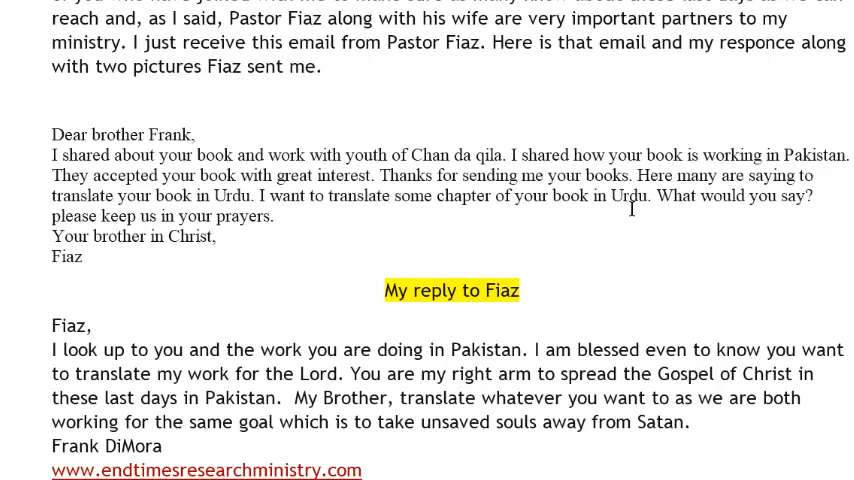 reach and, as I said, Pastor Fiaz along with his wife are very important partners to my
ministry. I just receive this email from Pastor Fiaz. Here is that email and my responce along
with two pictures Fiaz sent me.
Dear brother Frank,
I shared about your book and work with youth of Chan da qila. I shared how your book is working in Pakistan.
They accepted your book with great interest. Thanks for sending me your books. Here many are saying to
translate your book in Urdu. I want to translate some chapter of your book in Urdu. What would you say?
please keep us in your prayers.
Your brother in Christ,
Fiaz
My reply to Fiaz
Fiaz,
I look up to you and the work you are doing in Pakistan. I am blessed even to know you want
to translate my work for the Lord. You are my right arm to spread the Gospel of Christ in
these last days in Pakistan.  My Brother, translate whatever you want to as we are both
working for the same goal which is to take unsaved souls away from Satan.
Frank DiMora
www.endtimesresearchministry.com